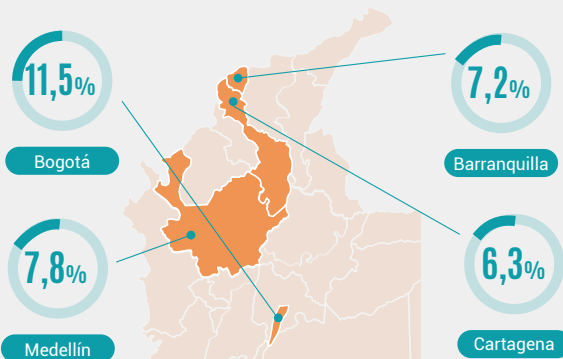 11,5%
Bogotá
7,2%
Barranquilla
7,8%
Medellín
6,3%
Cartagena